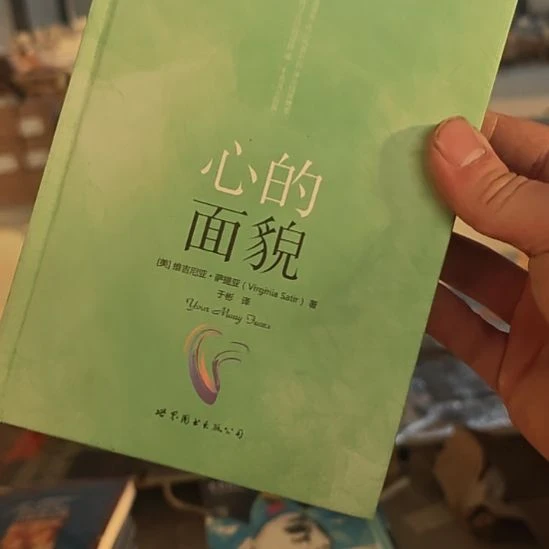 心的
面貌
[美] 维吉尼亚·萨提亚 (Virginia Satir) 著
于彬 译
Your Many Faces
世界图书出版公司